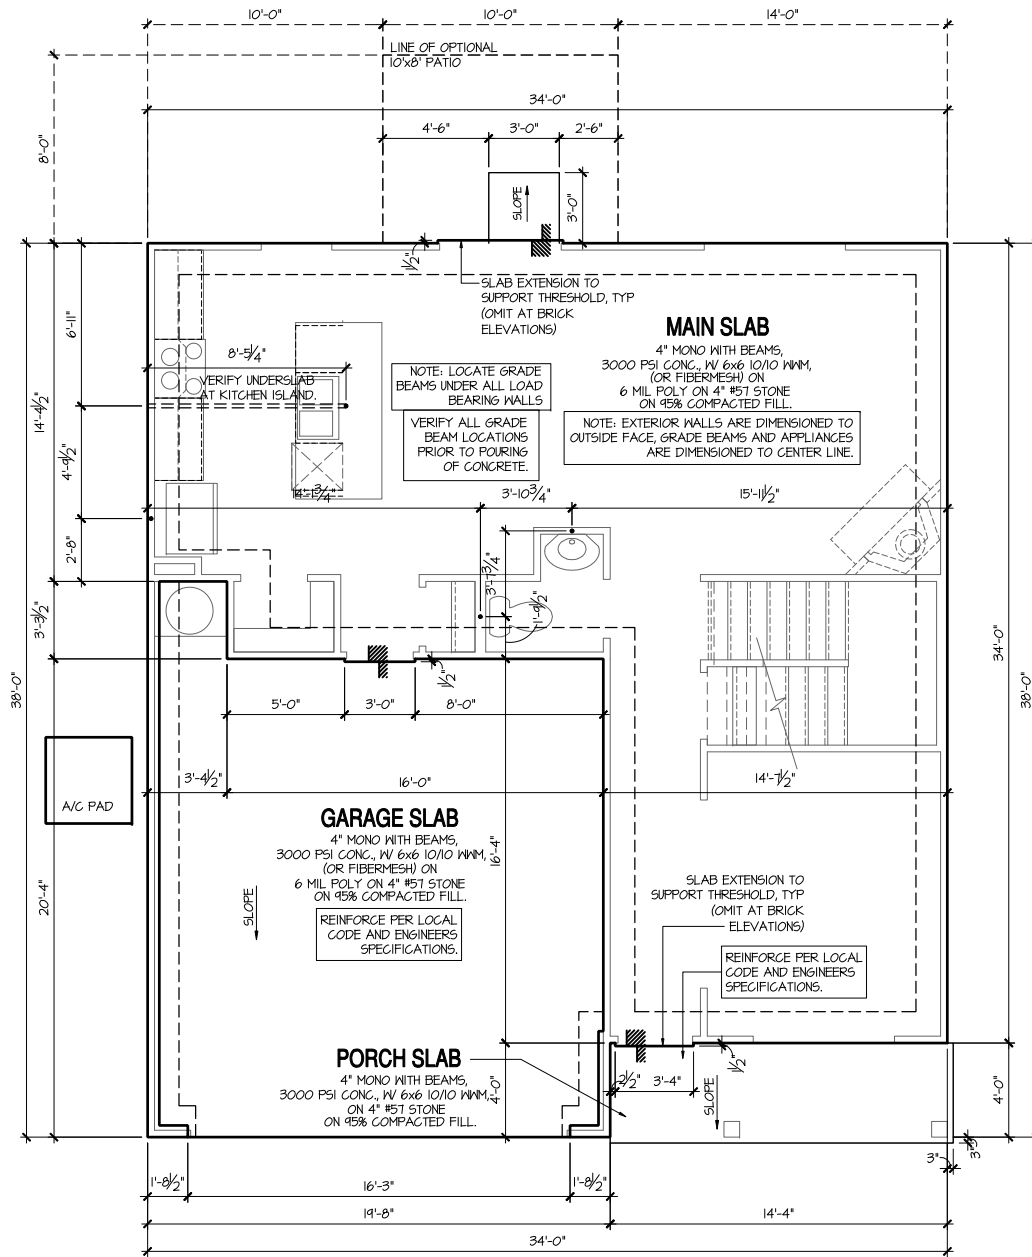 10'-0"
10'-0"
14'-0"
LINE OF OPTIONAL
10'x8' PATIO
34'-0"
8'-0"
4'-6"
3'-0"
2'-6"
SLOPE
3'-0"
1/2"
SLAB EXTENSION TO
SUPPORT THRESHOLD, TYP
(OMIT AT BRICK
ELEVATIONS)
MAIN SLAB
4" MONO WITH BEAMS,
3000 PSI CONC., W/ 6x6 10/10 WWM,
(OR FIBERMESH) ON
6 MIL POLY ON 4" #57 STONE
ON 95% COMPACTED FILL.
NOTE: EXTERIOR WALLS ARE DIMENSIONED TO
OUTSIDE FACE, GRADE BEAMS AND APPLIANCES
ARE DIMENSIONED TO CENTER LINE.
6'-11"
8'-5 1/4"
VERIFY UNDERSLAB
AT KITCHEN ISLAND.
NOTE: LOCATE GRADE
BEAMS UNDER ALL LOAD
BEARING WALLS
VERIFY ALL GRADE
BEAM LOCATIONS
PRIOR TO POURING
OF CONCRETE.
14'-4 1/2"
4'-9 1/2"
14'-1 3/4"
3'-10 3/4"
15'-11 1/2"
2'-8"
3'-7 3/4"
1'-9 1/2"
3'-3 1/2"
1/2"
38'-0"
34'-0"
38'-0"
5'-0"
3'-0"
8'-0"
3'-4 1/2"
16'-0"
14'-7 1/2"
A/C PAD
GARAGE SLAB
4" MONO WITH BEAMS,
3000 PSI CONC., W/ 6x6 10/10 WWM,
(OR FIBERMESH) ON
6 MIL POLY ON 4" #57 STONE
ON 95% COMPACTED FILL.
16'-4"
20'-4"
SLOPE
REINFORCE PER LOCAL
CODE AND ENGINEERS
SPECIFICATIONS.
SLAB EXTENSION TO
SUPPORT THRESHOLD, TYP
(OMIT AT BRICK
ELEVATIONS)
REINFORCE PER LOCAL
CODE AND ENGINEERS
SPECIFICATIONS.
PORCH SLAB
4" MONO WITH BEAMS,
3000 PSI CONC., W/ 6x6 10/10 WWM,
ON 4" #57 STONE
ON 95% COMPACTED FILL.
4'-0"
2 1/2"
3'-4"
1/2"
SLOPE
4'-0"
3"
3"
1'-8 1/2"
16'-3"
1'-8 1/2"
19'-8"
14'-4"
34'-0"